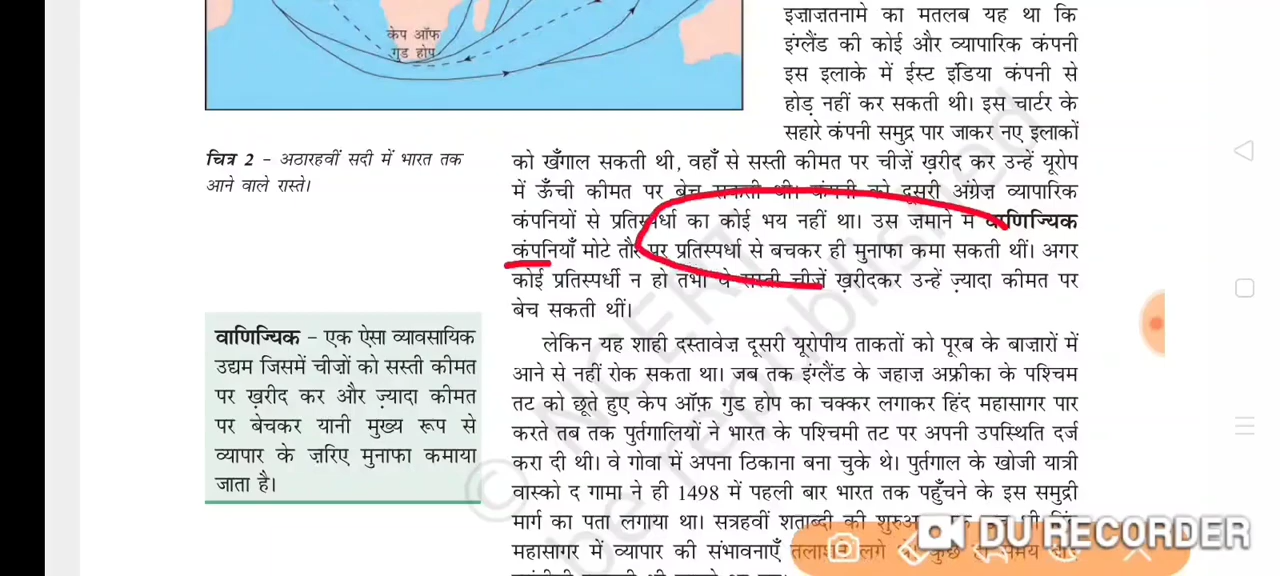 केप ऑफ
गुड होप
चित्र 2 – अठारहवीं सदी में भारत तक
आने वाले रास्ते।
इजाज़तनामे का मतलब यह था कि
इंग्लैंड की कोई और व्यापारिक कंपनी
इस इलाके में ईस्ट इंडिया कंपनी से
होड़ नहीं कर सकती थी। इस चार्टर के
सहारे कंपनी समुद्र पार जाकर नए इलाकों
को खँगाल सकती थी, वहाँ से सस्ती कीमत पर चीज़ें ख़रीद कर उन्हें यूरोप
में ऊँची कीमत पर बेच सकती थी। कंपनी को दूसरी अंग्रेज़ व्यापारिक
कंपनियों से प्रतिस्पर्धा का कोई भय नहीं था। उस ज़माने में वाणिज्यिक
कंपनियाँ मोटे तौर पर प्रतिस्पर्धा से बचकर ही मुनाफा कमा सकती थीं। अगर
कोई प्रतिस्पर्धी न हो तभी वे सस्ती चीज़ें ख़रीदकर उन्हें ज़्यादा कीमत पर
बेच सकती थीं।
वाणिज्यिक – एक ऐसा व्यावसायिक
उद्यम जिसमें चीज़ों को सस्ती कीमत
पर ख़रीद कर और ज़्यादा कीमत
पर बेचकर यानी मुख्य रूप से
व्यापार के ज़रिए मुनाफा कमाया
जाता है।
लेकिन यह शाही दस्तावेज़ दूसरी यूरोपीय ताकतों को पूरब के बाज़ारों में
आने से नहीं रोक सकता था। जब तक इंग्लैंड के जहाज़ अफ़्रीका के पश्चिम
तट को छूते हुए केप ऑफ गुड होप का चक्कर लगाकर हिंद महासागर पार
करते तब तक पुर्तगालियों ने भारत के पश्चिमी तट पर अपनी उपस्थिति दर्ज
करा दी थी। वे गोवा में अपना ठिकाना बना चुके थे। पुर्तगाल के खोजी यात्री
वास्को द गामा ने ही 1498 में पहली बार भारत तक पहुँचने के इस समुद्री
मार्ग का पता लगाया था। सत्रहवीं शताब्दी की
महासागर में व्यापार की संभावनाएँ
© NCERT
be republished
DU RECORDER